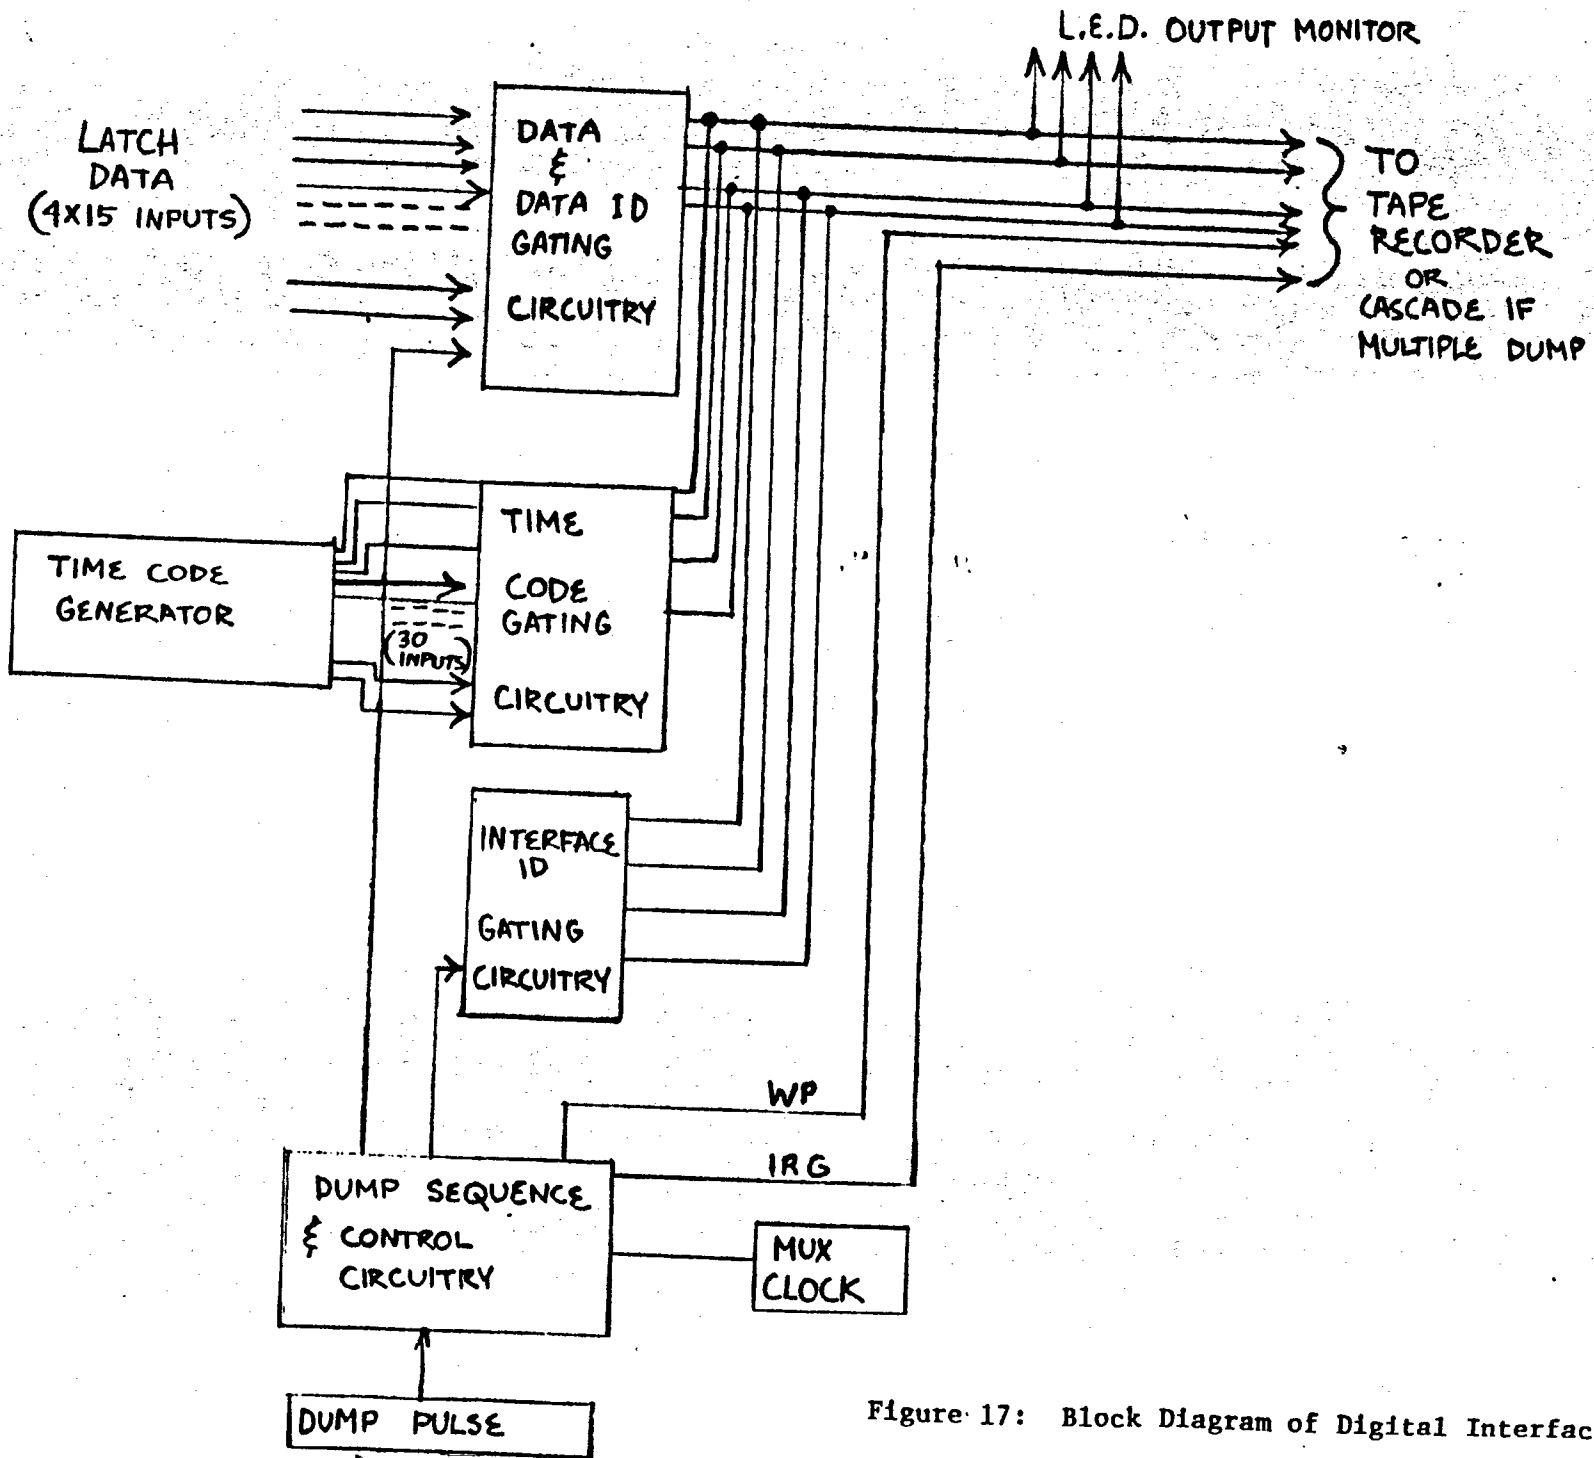 L.E.D. OUTPUT MONITOR
LATCH
DATA
(4X15 INPUTS)
DATA
&
DATA ID
GATING
CIRCUITRY
TO
TAPE
RECORDER
OR
CASCADE IF
MULTIPLE DUMP
TIME CODE
GENERATOR
(30
INPUTS)
TIME
CODE
GATING
CIRCUITRY
INTERFACE
ID
GATING
CIRCUITRY
WP
IRG
DUMP SEQUENCE
& CONTROL
CIRCUITRY
MUX
CLOCK
DUMP PULSE
Figure 17: Block Diagram of Digital Interfac